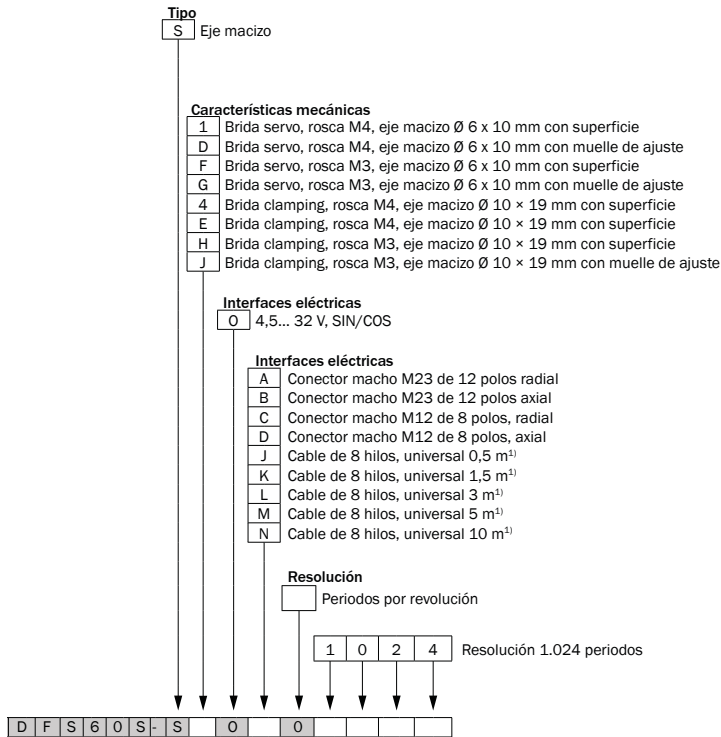 Tipo
S Eje macizo
Características mecánicas
1 Brida servo, rosca M4, eje macizo Ø 6 x 10 mm con superficie
D Brida servo, rosca M4, eje macizo Ø 6 x 10 mm con muelle de ajuste
F Brida servo, rosca M3, eje macizo Ø 6 x 10 mm con superficie
G Brida servo, rosca M3, eje macizo Ø 6 x 10 mm con muelle de ajuste
4 Brida clamping, rosca M4, eje macizo Ø 10 × 19 mm con superficie
E Brida clamping, rosca M4, eje macizo Ø 10 × 19 mm con superficie
H Brida clamping, rosca M3, eje macizo Ø 10 × 19 mm con superficie
J Brida clamping, rosca M3, eje macizo Ø 10 × 19 mm con muelle de ajuste
Interfaces eléctricas
0 4,5... 32 V, SIN/COS
Interfaces eléctricas
A Conector macho M23 de 12 polos radial
B Conector macho M23 de 12 polos axial
C Conector macho M12 de 8 polos, radial
D Conector macho M12 de 8 polos, axial
J Cable de 8 hilos, universal 0,5 m¹⁾
K Cable de 8 hilos, universal 1,5 m¹⁾
L Cable de 8 hilos, universal 3 m¹⁾
M Cable de 8 hilos, universal 5 m¹⁾
N Cable de 8 hilos, universal 10 m¹⁾
Resolución
Periodos por revolución
1 0 2 4 Resolución 1.024 periodos
D F S 6 0 S - S 0 0